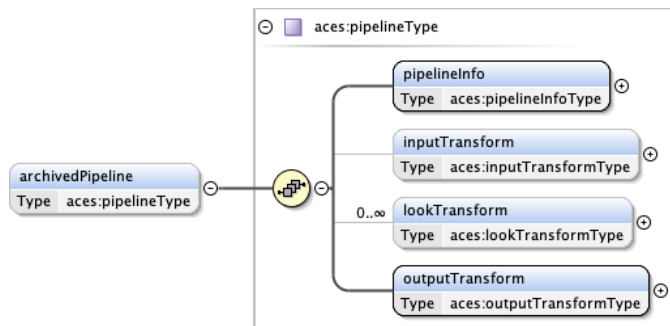 aces:pipelineType
pipelineInfo
Type aces:pipelineInfoType
inputTransform
Type aces:inputTransformType
archivedPipeline
Type aces:pipelineType
0..∞
lookTransform
Type aces:lookTransformType
outputTransform
Type aces:outputTransformType